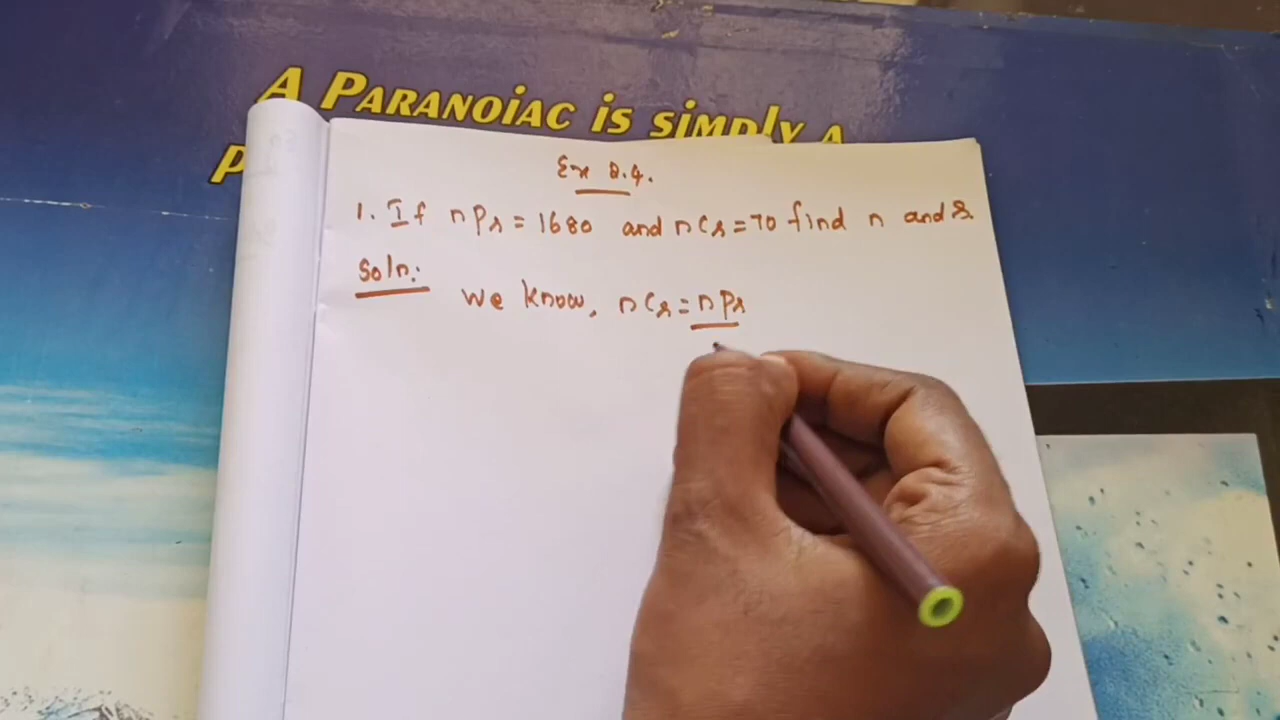 A PARANOIAC is simply A
Ex 2.4.
1. If nPr = 1680 and nCr = 70 find n and r.
Soln:
We know, nCr = nPr